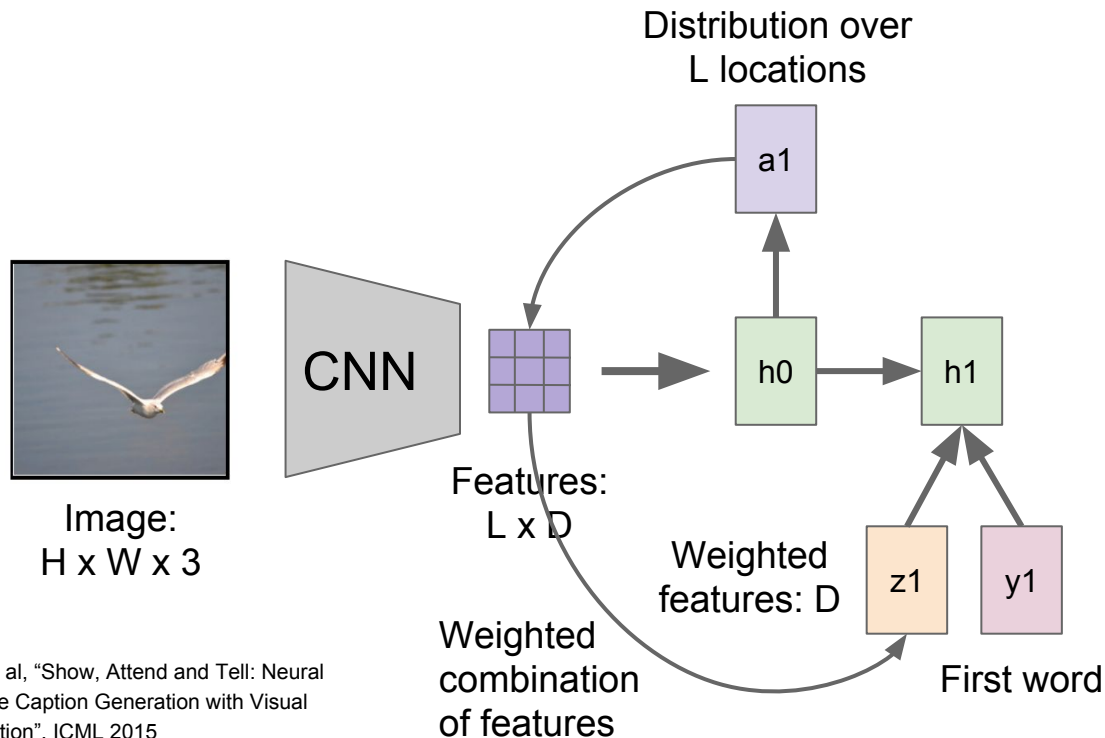 Distribution over
L locations
a1
CNN
h0
h1
Features:
L x D
Image:
H x W x 3
Weighted
features: D
z1
y1
Weighted
combination
of features
First word
al, “Show, Attend and Tell: Neural
e Caption Generation with Visual
tion”, ICML 2015